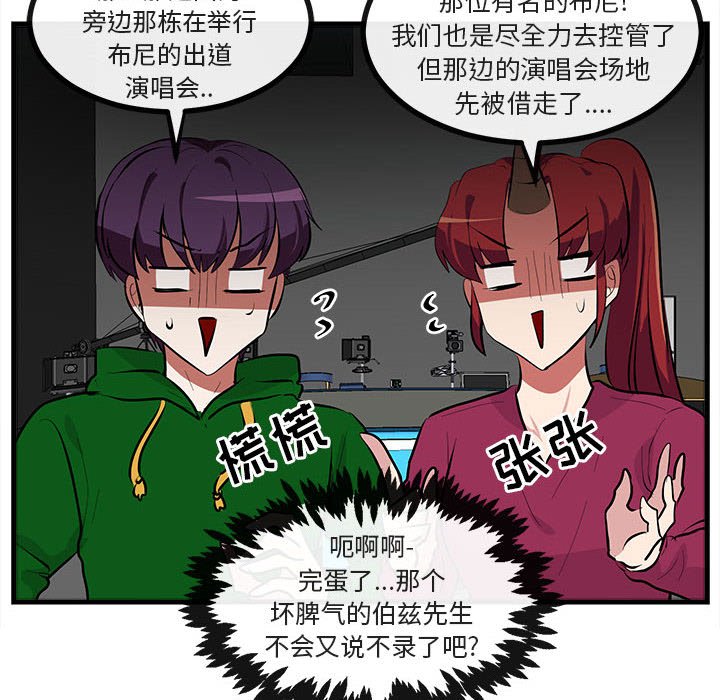 旁边那栋在举行
布尼的出道
演唱会..
那位有名的布尼!
我们也是尽全力去控管了
但那边的演唱会场地
先被借走了....
慌慌
张张
呃啊啊-
完蛋了...那个
坏脾气的伯兹先生
不会又说不录了吧?